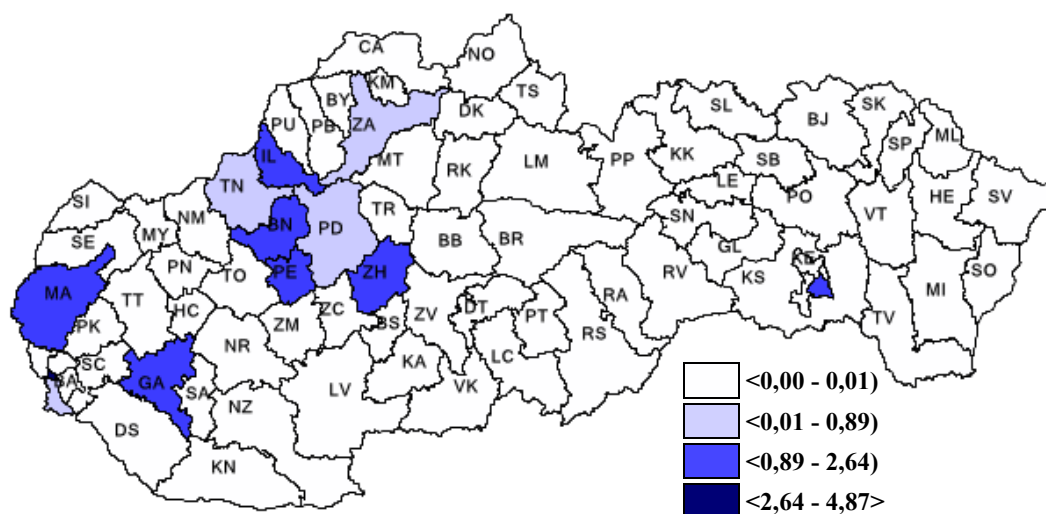 CA
NO
KM
BY
TS
PU
PB
ZA
DK
SL
BJ
SK
SP
ML
IL
MT
RK
LM
PP
KK
SB
TN
LE
PO
HE
SV
SI
NM
BN
PD
TR
SN
VT
SE
MY
BB
BR
GL
PN
TO
PE
ZH
RV
KS
KE
SO
MA
TT
HC
ZM
ZC
BS
ZV
DT
PT
RA
MI
PK
NR
RS
TV
SC
BA
GA
SA
KA
LC
LV
VK
NZ
DS
KN
<0,00 - 0,01)
<0,01 - 0,89)
<0,89 - 2,64)
<2,64 - 4,87>